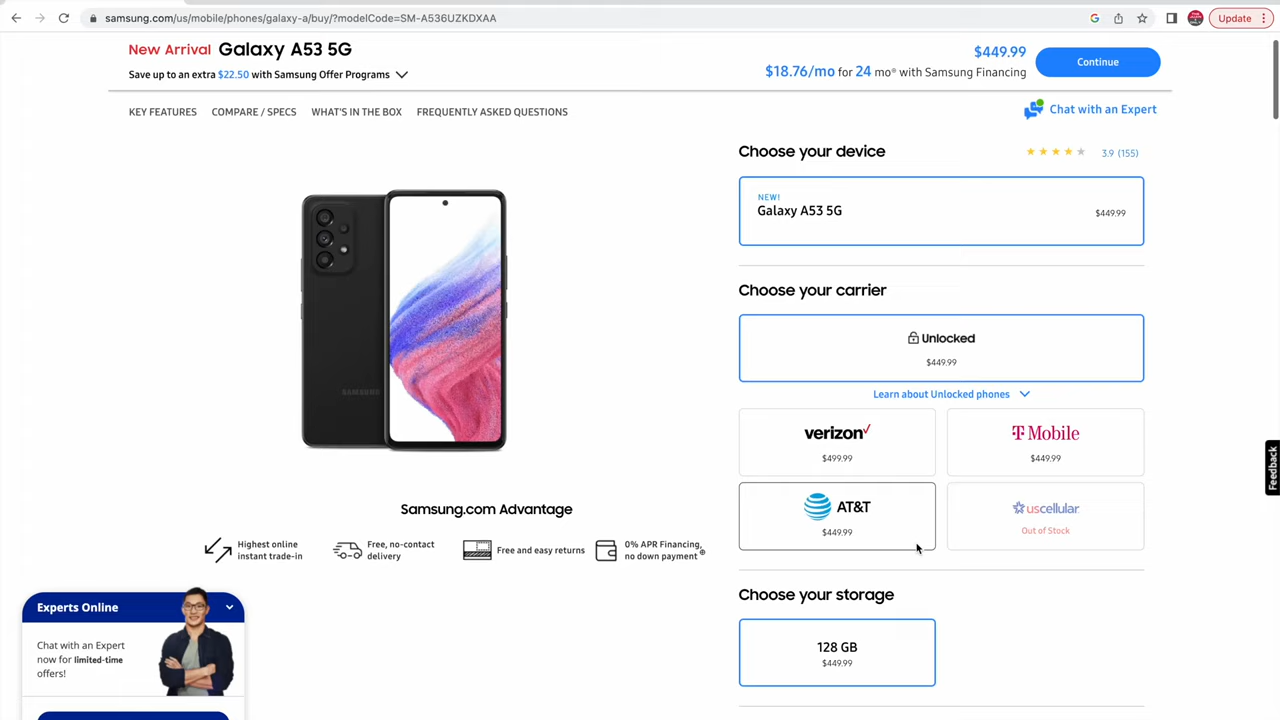 samsung.com/us/mobile/phones/galaxy-a/buy/?modelCode=SM-A536UZKDXAA
Update
New Arrival Galaxy A53 5G
$449.99
Save up to an extra $22.50 with Samsung Offer Programs
$18.76/mo for 24 mo⁰ with Samsung Financing
Continue
KEY FEATURES COMPARE / SPECS WHAT'S IN THE BOX FREQUENTLY ASKED QUESTIONS
Chat with an Expert
Choose your device
3.9 (155)
NEW!
Galaxy A53 5G
$449.99
Choose your carrier
Unlocked
$449.99
Learn about Unlocked phones
verizon
$499.99
T Mobile
$449.99
AT&T
$449.99
uscellular
Out of Stock
SAMSUNG
Samsung.com Advantage
Highest online
instant trade-in
Free, no-contact
delivery
Free and easy returns
0% APR Financing,
no down payment
Choose your storage
128 GB
$449.99
Experts Online
Chat with an Expert
now for limited-time
offers!
Feedback